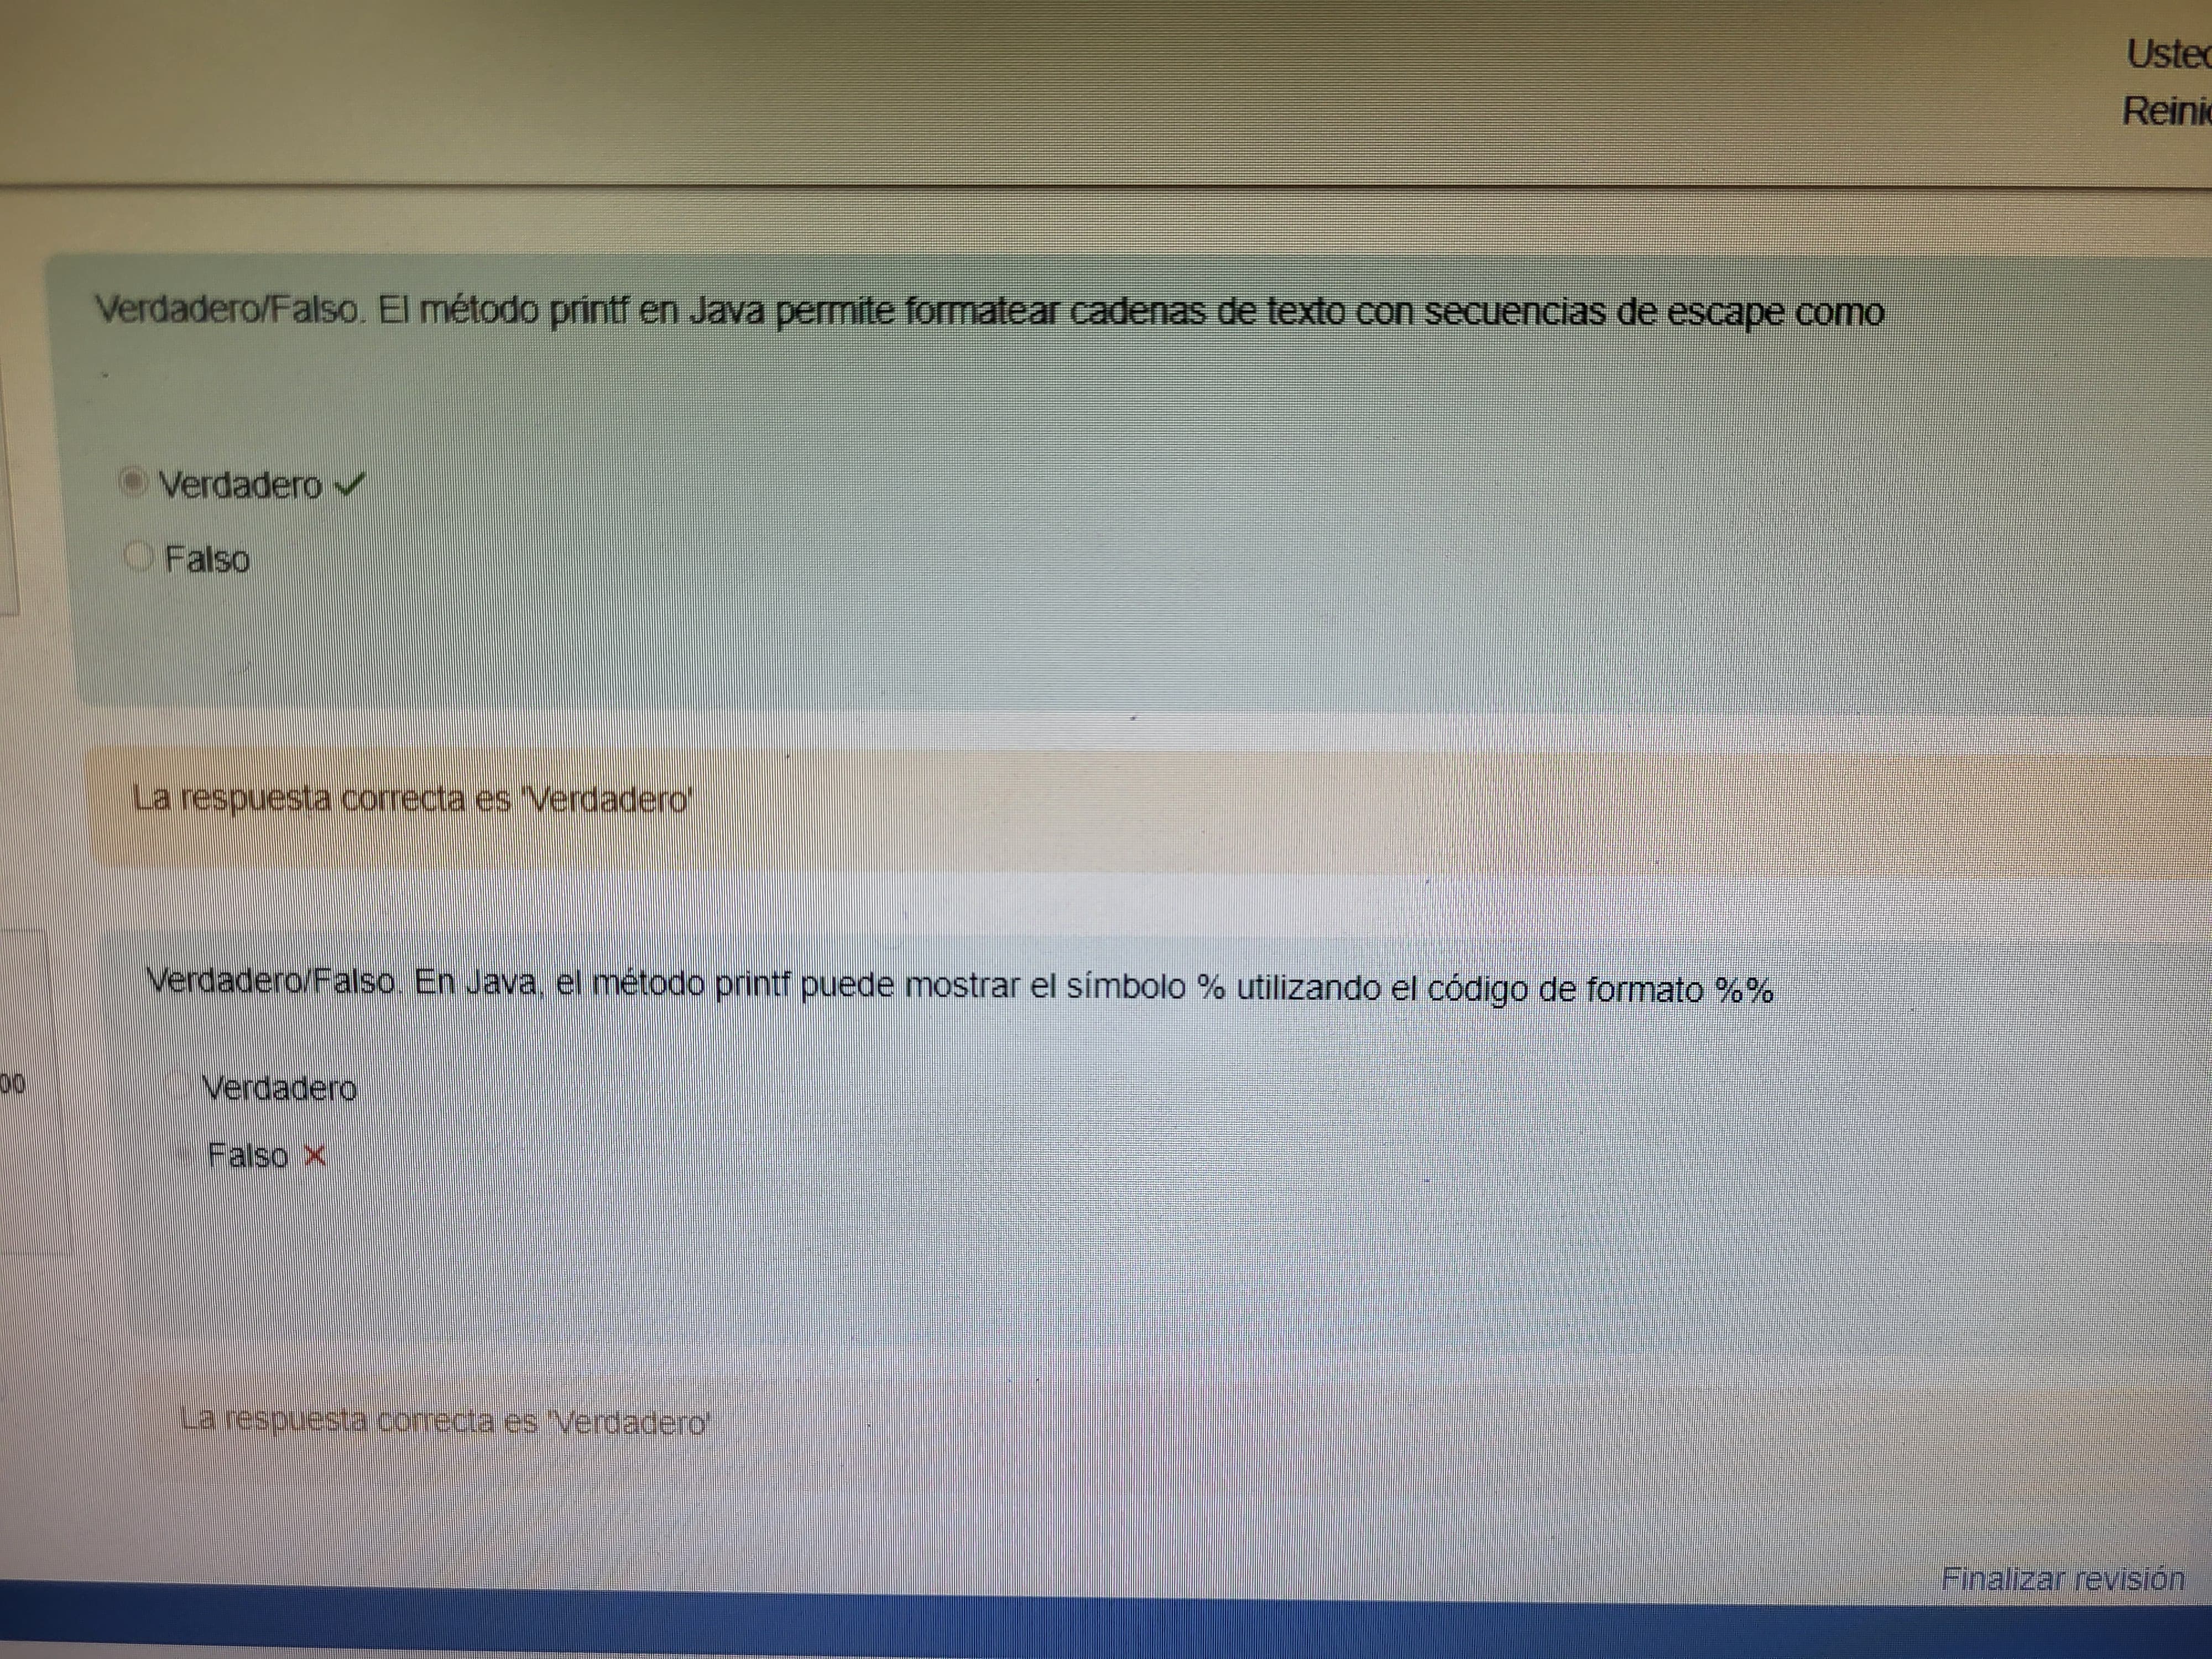 Reini
Verdadero/Falso. El método printf en Java permite formatear cadenas de texto con secuencias de escape como
.
Verdadero
Falso
La respuesta correcta es 'Verdadero'
Verdadero/Falso. En Java, el método printf puede mostrar el símbolo % utilizando el código de formato %%
00
Verdadero
Falso
La respuesta correcta es 'Verdadero'
Finalizar revisión